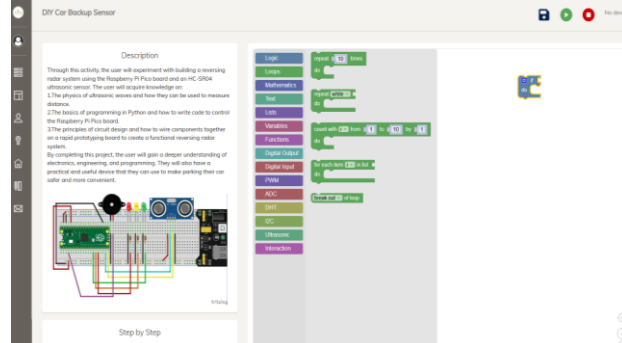 DIY Car Backup Sensor
No dev
Description
Through this activity, the user will experiment with building a reversing
radar system using the Raspberry Pi Pico board and an HC-SR04
ultrasonic sensor. The user will acquire knowledge on:
1.The physics of ultrasonic waves and how they can be used to measure
distance.
2.The basics of programming in Python and how to write code to control
the Raspberry Pi Pico board.
3.The principles of circuit design and how to wire components together
on a rapid prototyping board to create a functional reversing radar
system.
By completing this project, the user will gain a deeper understanding of
electronics, engineering, and programming. They will also have a
practical and useful device that they can use to make parking their car
safer and more convenient.
fritzing
Step by Step
Logic
Loops
Mathematics
Text
Lists
Variables
Functions
Digital Output
Digital Input
PWM
ADC
DHT
I2C
Ultrasonic
Interaction
repeat 10 times
do
repeat while
do
count with i from 1 to 10 by 1
do
for each item j in list
do
break out of loop
if
do